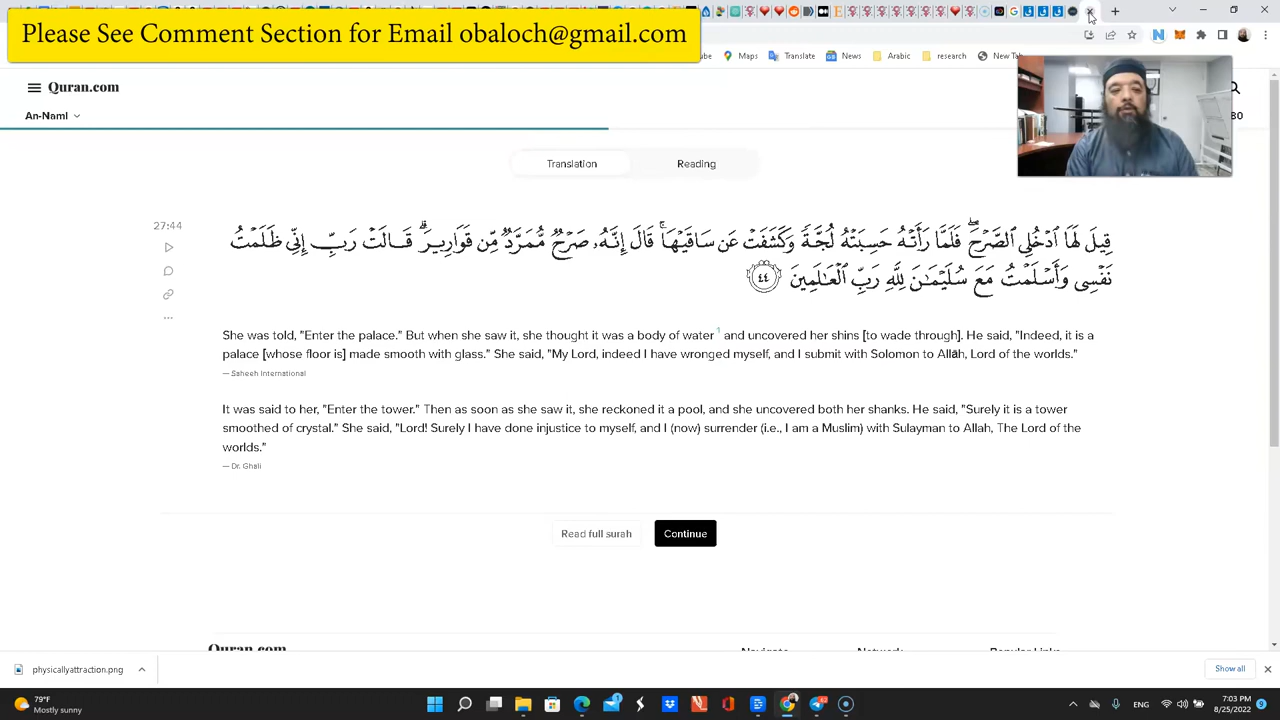 Please See Comment Section for Email obaloch@gmail.com
ube Maps Translate News Arabic research New Tab
Quran.com
An-Naml
Translation Reading
27:44
قِيلَ لَهَا ٱدْخُلِى ٱلصَّرْحَ ۖ فَلَمَّا رَأَتْهُ حَسِبَتْهُ لُجَّةً وَكَشَفَتْ عَن سَاقَيْهَا ۚ قَالَ إِنَّهُۥ صَرْحٌ مُّمَرَّدٌ مِّن قَوَارِيرَ ۗ قَالَتْ رَبِّ إِنِّى ظَلَمْتُ
نَفْسِى وَأَسْلَمْتُ مَعَ سُلَيْمَـٰنَ لِلَّهِ رَبِّ ٱلْعَـٰلَمِينَ ٤٤
She was told, "Enter the palace." But when she saw it, she thought it was a body of water 1 and uncovered her shins [to wade through]. He said, "Indeed, it is a
palace [whose floor is] made smooth with glass." She said, "My Lord, indeed I have wronged myself, and I submit with Solomon to Allāh, Lord of the worlds."
— Saheeh International
It was said to her, "Enter the tower." Then as soon as she saw it, she reckoned it a pool, and she uncovered both her shanks. He said, "Surely it is a tower
smoothed of crystal." She said, "Lord! Surely I have done injustice to myself, and I (now) surrender (i.e., I am a Muslim) with Sulayman to Allah, The Lord of the
worlds."
— Dr. Ghali
Read full surah Continue
Quran.com
physicallyattraction.png
Show all
79°F
Mostly sunny
ENG
7:03 PM
8/25/2022